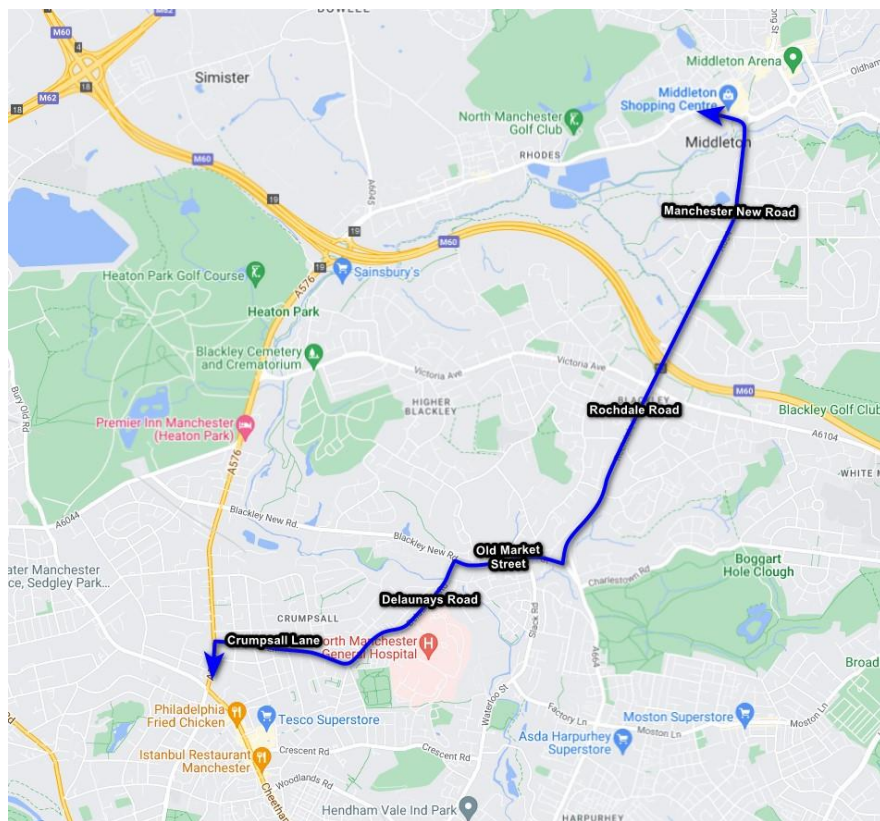 DOWELL
M60
M62
4
18
Simister
M62
18
M60
19
A6045
19
19
M60
North Manchester
Golf Club
RHODES
Middleton Arena
Middleton
Shopping Centre
Oldham
Middleton
Manchester New Road
Heaton Park Golf Course
Sainsbury's
A576
Heaton Park
Blackley Cemetery
and Crematorium
Victoria Ave
Victoria Ave
HIGHER
BLACKLEY
Rochdale Road
M60
Blackley Golf Club
A6104
Bury Old Rd
Premier Inn Manchester
(Heaton Park)
A576
WHITE M
A6044
Blackley New Rd.
Blackley New Rd
Old Market
Street
Boggart
Hole Clough
Charlestown Rd
ater Manchester
ce, Sedgley Park...
Delaunays Road
CRUMPSALL
Crumpsall Lane
orth Manchester
General Hospital
Slack Rd
A664
Broad
Philadelphia
Fried Chicken
Tesco Superstore
Waterloo St
Factory Ln
Moston Superstore
Moston Ln
Moston Ln
Asda Harpurhey
Superstore
Istanbul Restaurant
Manchester
Crescent Rd
Crescent Rd
Woodlands Rd
Cheetham
Hendham Vale Ind Park
HARPURHEY